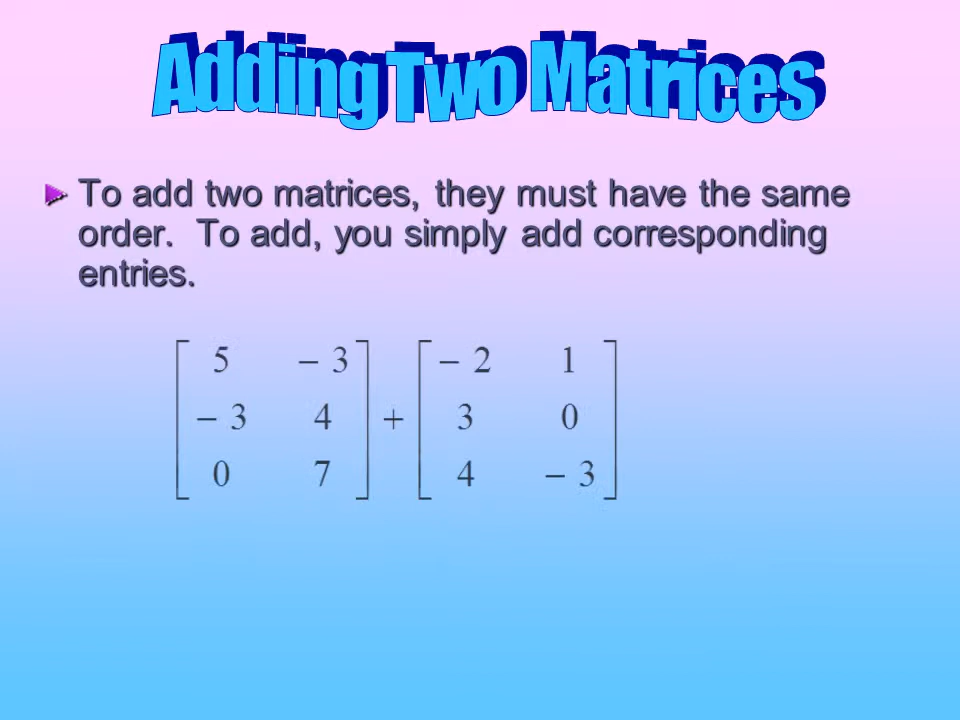 Adding Two Matrices
To add two matrices, they must have the same
order. To add, you simply add corresponding
entries.
[ 5 − 3 ] [ − 2 1 ]
[ − 3 4 ] + [ 3 0 ]
[ 0 7 ] [ 4 − 3 ]